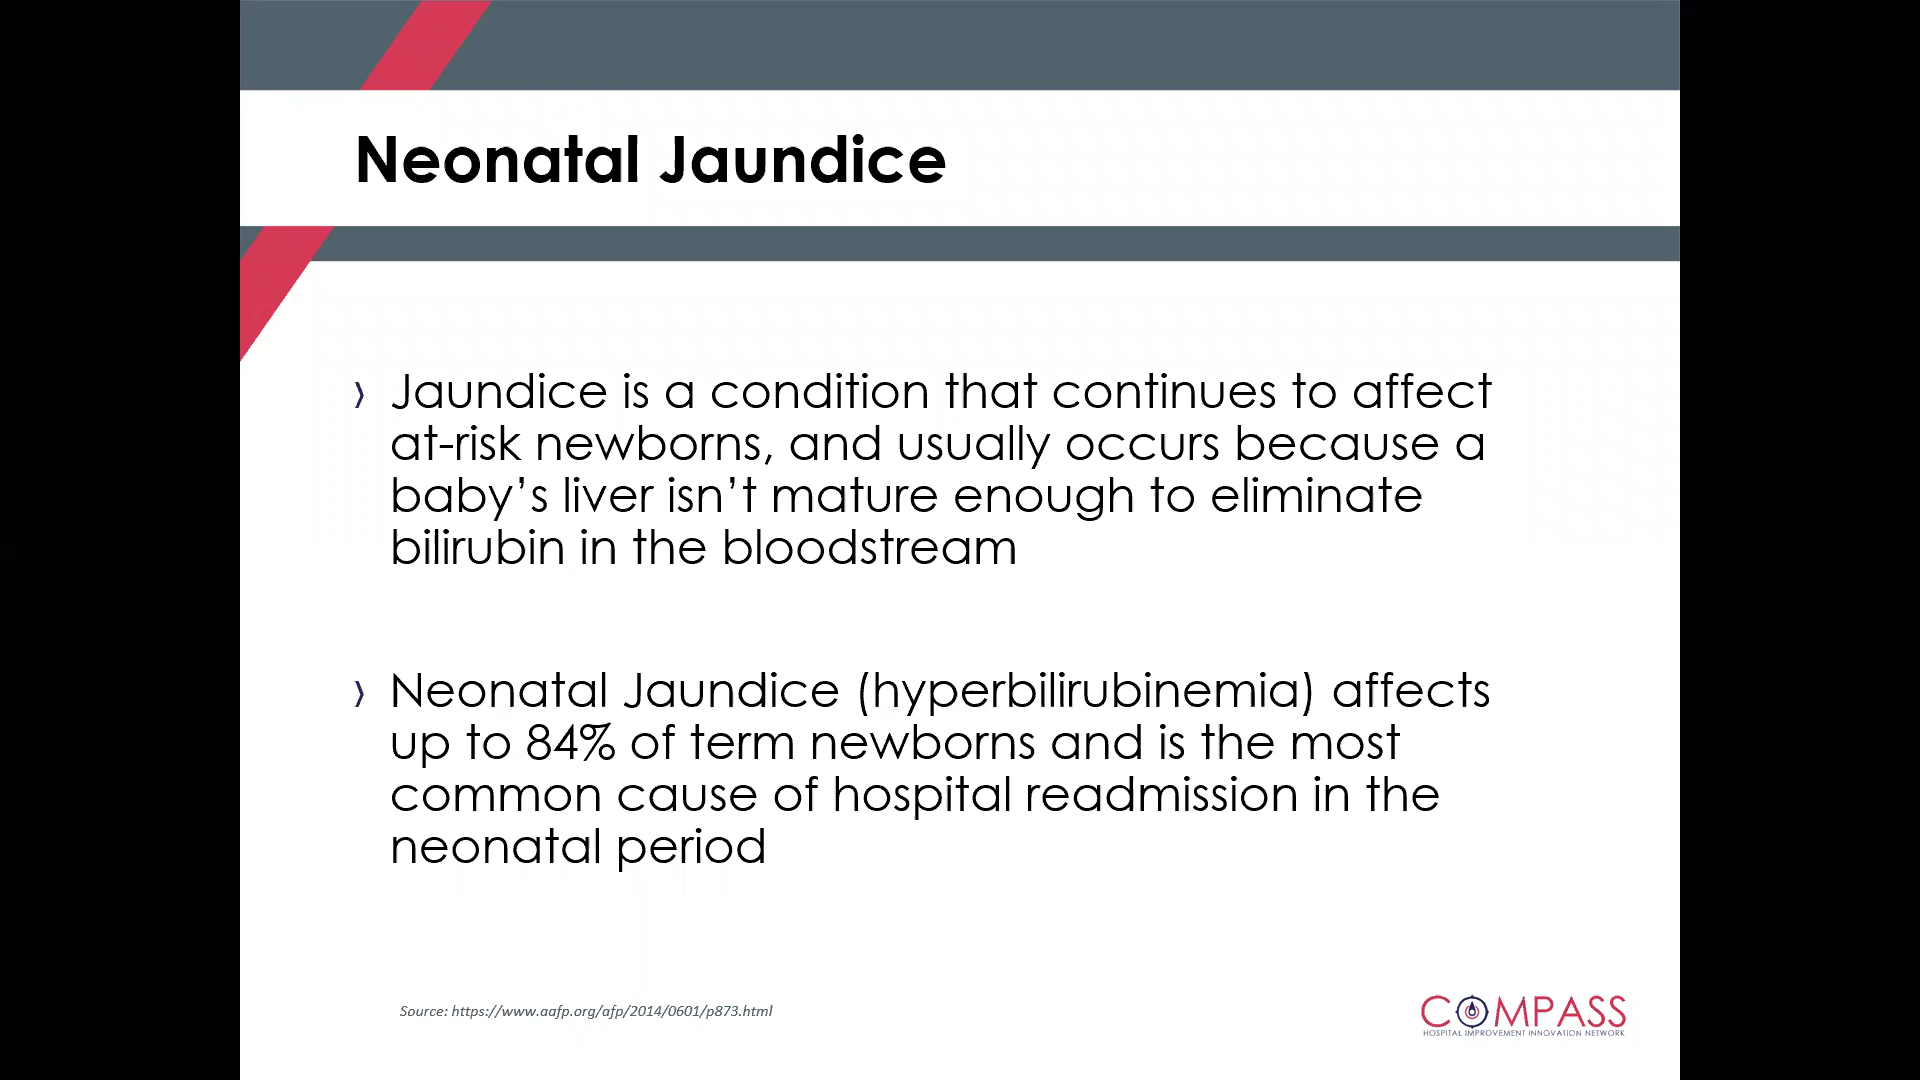 Neonatal Jaundice
› Jaundice is a condition that continues to affect
at-risk newborns, and usually occurs because a
baby’s liver isn’t mature enough to eliminate
bilirubin in the bloodstream
› Neonatal Jaundice (hyperbilirubinemia) affects
up to 84% of term newborns and is the most
common cause of hospital readmission in the
neonatal period
Source: https://www.aafp.org/afp/2014/0601/p873.html
COMPASS
HOSPITAL IMPROVEMENT INNOVATION NETWORK